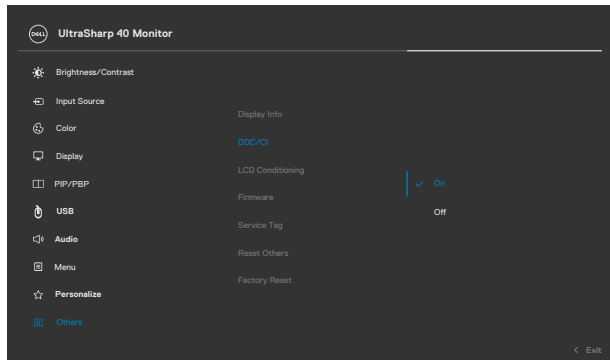 DELL UltraSharp 40 Monitor
Brightness/Contrast
Input Source
Color
Display
PIP/PBP
USB
Audio
Menu
Personalize
Others
Display Info
DDC/CI
LCD Conditioning
Firmware
Service Tag
Reset Others
Factory Reset
On
Off
< Exit